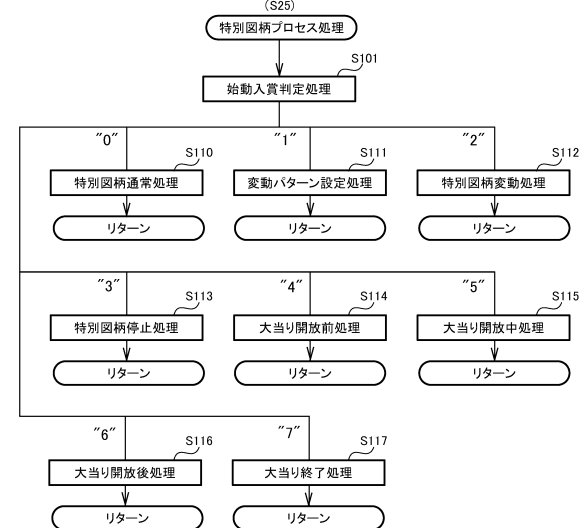 (S25)
特別図柄プロセス処理
S101
始動入賞判定処理
"0"
"1"
"2"
S110
S111
S112
特別図柄通常処理
変動パターン設定処理
特別図柄変動処理
リターン
リターン
リターン
"3"
"4"
"5"
S113
S114
S115
特別図柄停止処理
大当り開放前処理
大当り開放中処理
リターン
リターン
リターン
"6"
"7"
S116
S117
大当り開放後処理
大当り終了処理
リターン
リターン